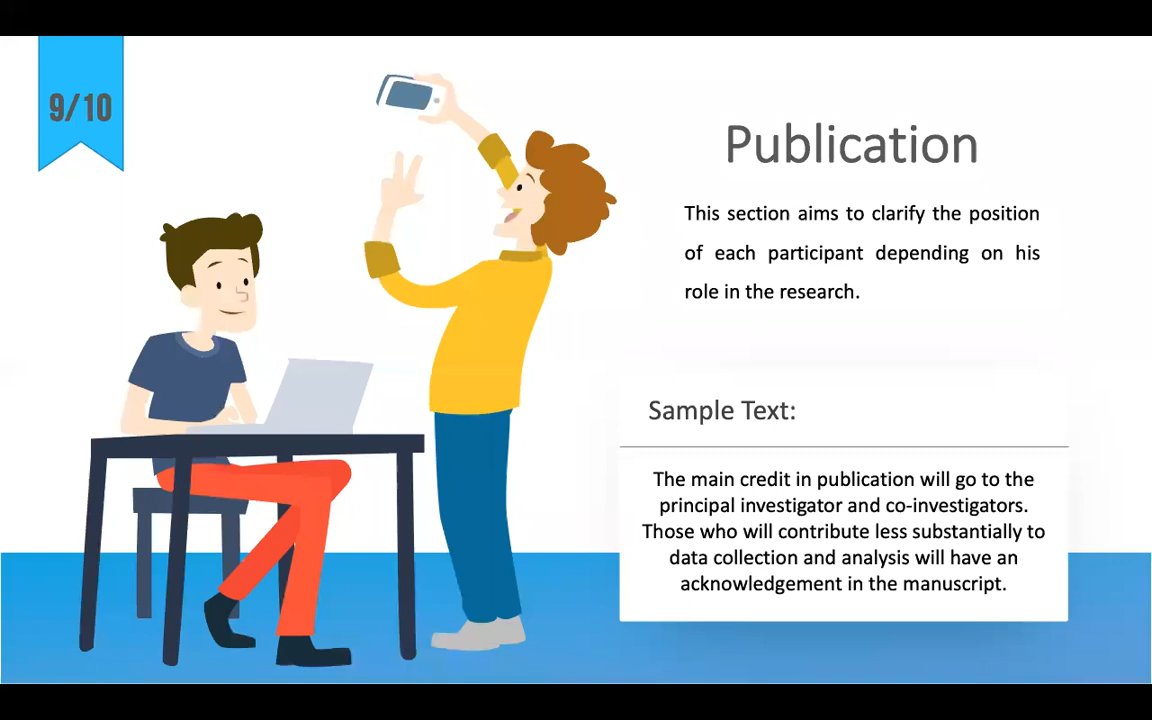 9/10
Publication
This section aims to clarify the position
of each participant depending on his
role in the research.
Sample Text:
The main credit in publication will go to the
principal investigator and co-investigators.
Those who will contribute less substantially to
data collection and analysis will have an
acknowledgement in the manuscript.